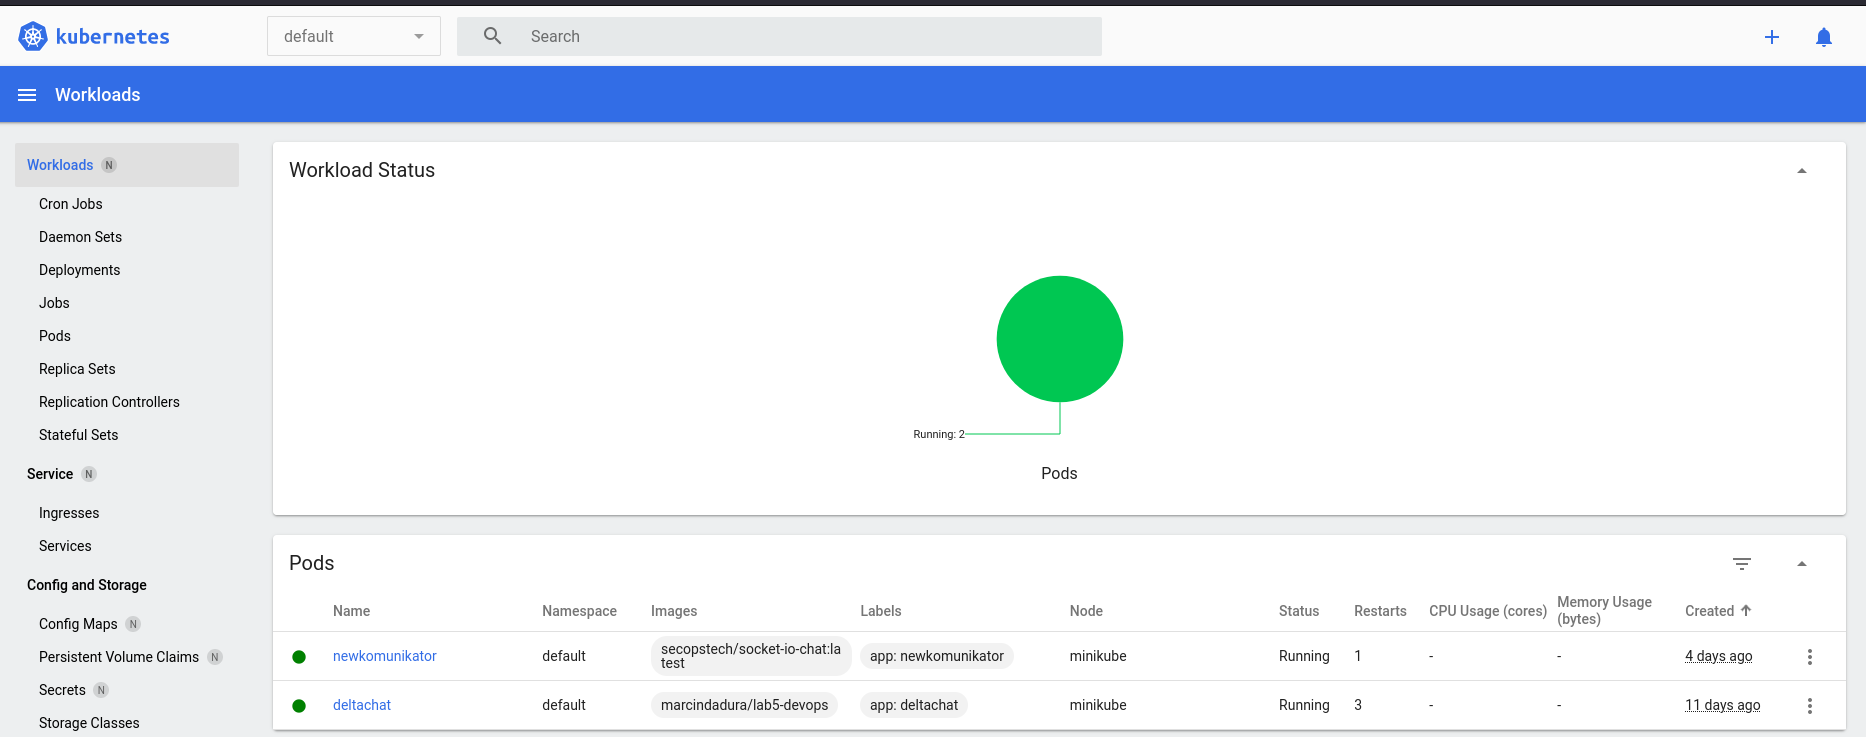 kubernetes
default
Search
Workloads
Workloads N
Cron Jobs
Daemon Sets
Deployments
Jobs
Pods
Replica Sets
Replication Controllers
Stateful Sets
Service N
Ingresses
Services
Config and Storage
Config Maps N
Persistent Volume Claims N
Secrets N
Storage Classes
Workload Status
Running: 2
Pods
Pods
Name Namespace Images Labels Node Status Restarts CPU Usage (cores) Memory Usage (bytes) Created
newkomunikator default secopstech/socket-io-chat:la
test app: newkomunikator minikube Running 1 - - 4 days ago
deltachat default marcindadura/lab5-devops app: deltachat minikube Running 3 - - 11 days ago